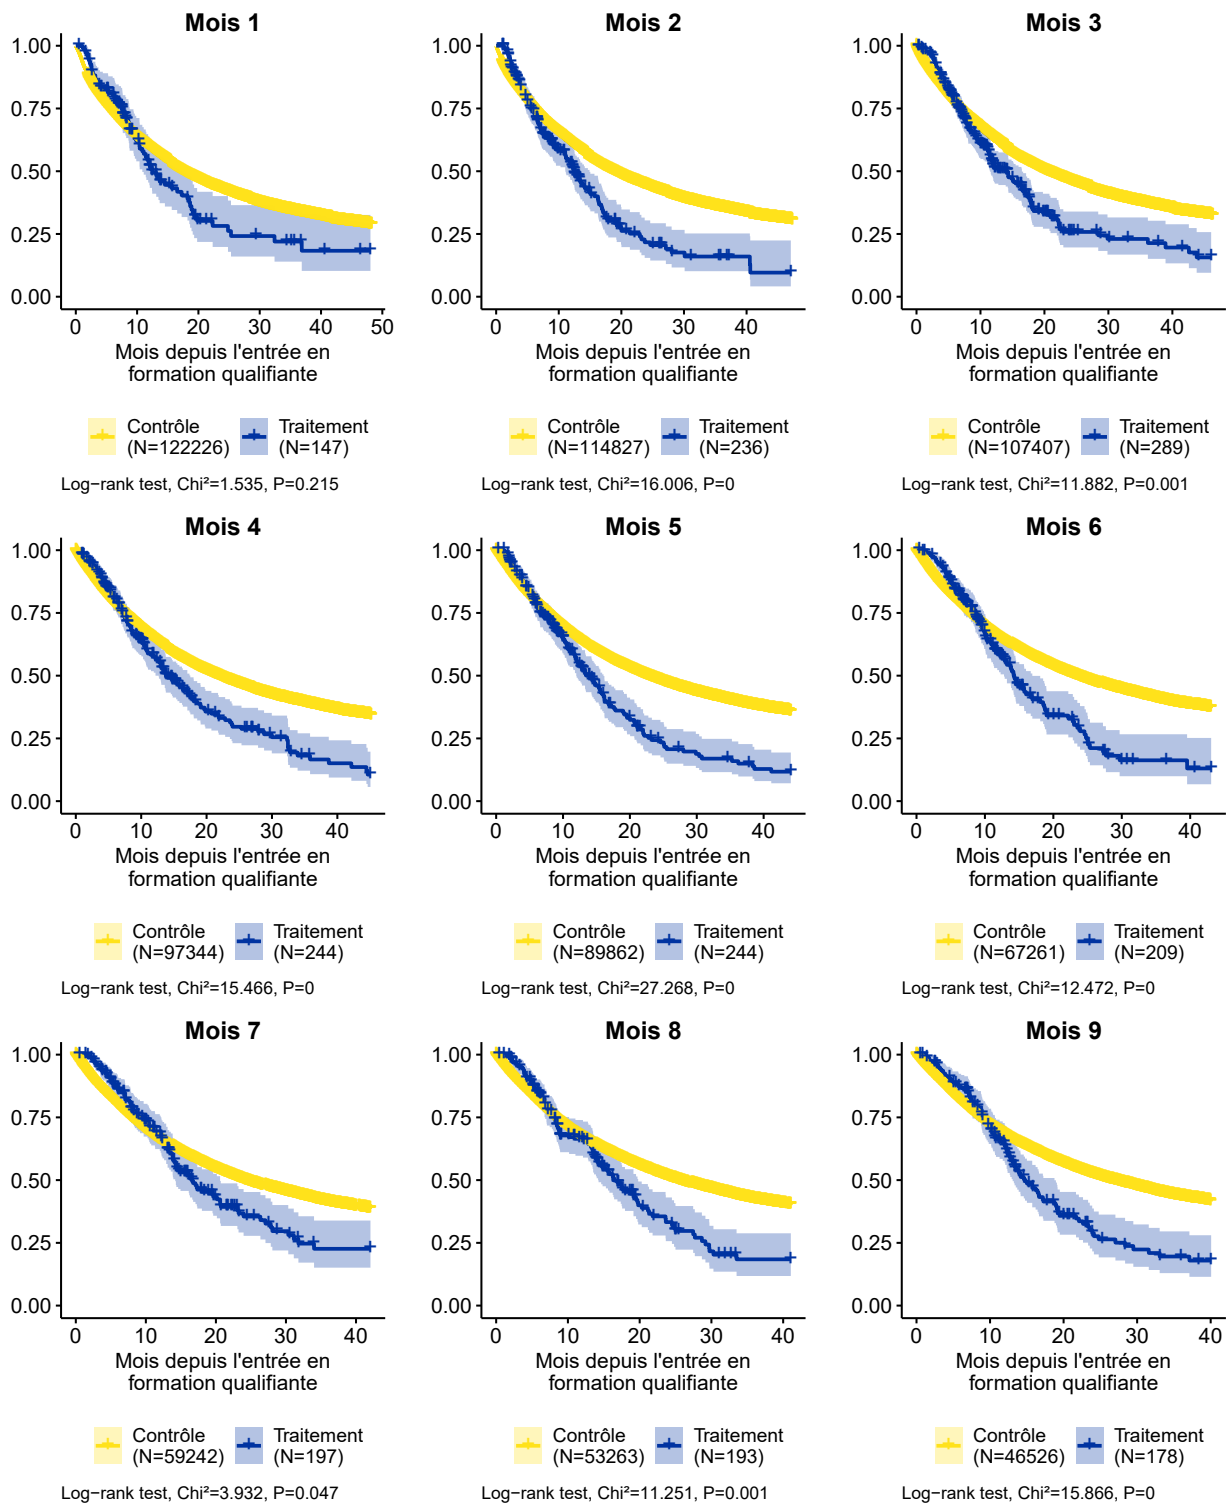 Mois 1
1.00
0.75
0.50
0.25
0.00
0 10 20 30 40 50
Mois depuis l'entrée en
formation qualifiante
Contrôle
(N=122226)
Traitement
(N=147)
Log−rank test, Chi²=1.535, P=0.215
Mois 2
1.00
0.75
0.50
0.25
0.00
0 10 20 30 40
Mois depuis l'entrée en
formation qualifiante
Contrôle
(N=114827)
Traitement
(N=236)
Log−rank test, Chi²=16.006, P=0
Mois 3
1.00
0.75
0.50
0.25
0.00
0 10 20 30 40
Mois depuis l'entrée en
formation qualifiante
Contrôle
(N=107407)
Traitement
(N=289)
Log−rank test, Chi²=11.882, P=0.001
Mois 4
1.00
0.75
0.50
0.25
0.00
0 10 20 30 40
Mois depuis l'entrée en
formation qualifiante
Contrôle
(N=97344)
Traitement
(N=244)
Log−rank test, Chi²=15.466, P=0
Mois 5
1.00
0.75
0.50
0.25
0.00
0 10 20 30 40
Mois depuis l'entrée en
formation qualifiante
Contrôle
(N=89862)
Traitement
(N=244)
Log−rank test, Chi²=27.268, P=0
Mois 6
1.00
0.75
0.50
0.25
0.00
0 10 20 30 40
Mois depuis l'entrée en
formation qualifiante
Contrôle
(N=67261)
Traitement
(N=209)
Log−rank test, Chi²=12.472, P=0
Mois 7
1.00
0.75
0.50
0.25
0.00
0 10 20 30 40
Mois depuis l'entrée en
formation qualifiante
Contrôle
(N=59242)
Traitement
(N=197)
Log−rank test, Chi²=3.932, P=0.047
Mois 8
1.00
0.75
0.50
0.25
0.00
0 10 20 30 40
Mois depuis l'entrée en
formation qualifiante
Contrôle
(N=53263)
Traitement
(N=193)
Log−rank test, Chi²=11.251, P=0.001
Mois 9
1.00
0.75
0.50
0.25
0.00
0 10 20 30 40
Mois depuis l'entrée en
formation qualifiante
Contrôle
(N=46526)
Traitement
(N=178)
Log−rank test, Chi²=15.866, P=0